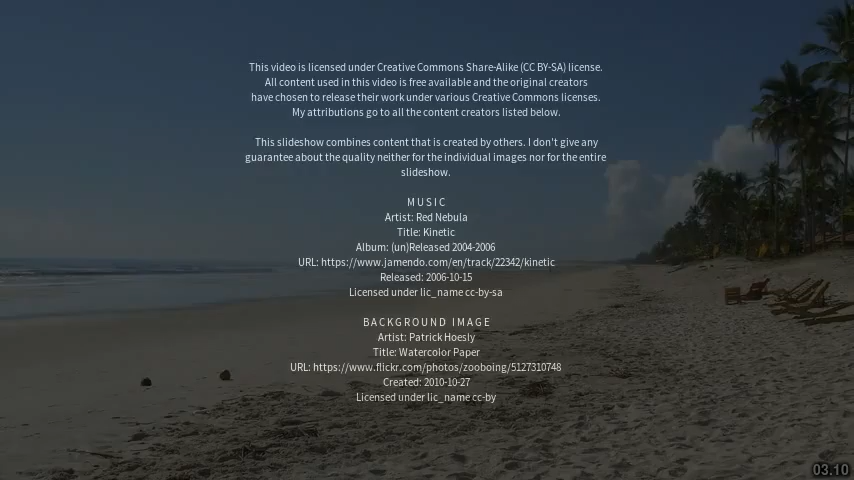 This video is licensed under Creative Commons Share-Alike (CC BY-SA) license.
All content used in this video is free available and the original creators
have chosen to release their work under various Creative Commons licenses.
My attributions go to all the content creators listed below.
This slideshow combines content that is created by others. I don't give any
guarantee about the quality neither for the individual images nor for the entire
slideshow.
MUSIC
Artist: Red Nebula
Title: Kinetic
Album: (un)Released 2004-2006
URL: https://www.jamendo.com/en/track/22342/kinetic
Released: 2006-10-15
Licensed under lic_name cc-by-sa
BACKGROUND IMAGE
Artist: Patrick Hoesly
Title: Watercolor Paper
URL: https://www.flickr.com/photos/zooboing/5127310748
Created: 2010-10-27
Licensed under lic_name cc-by
03.10